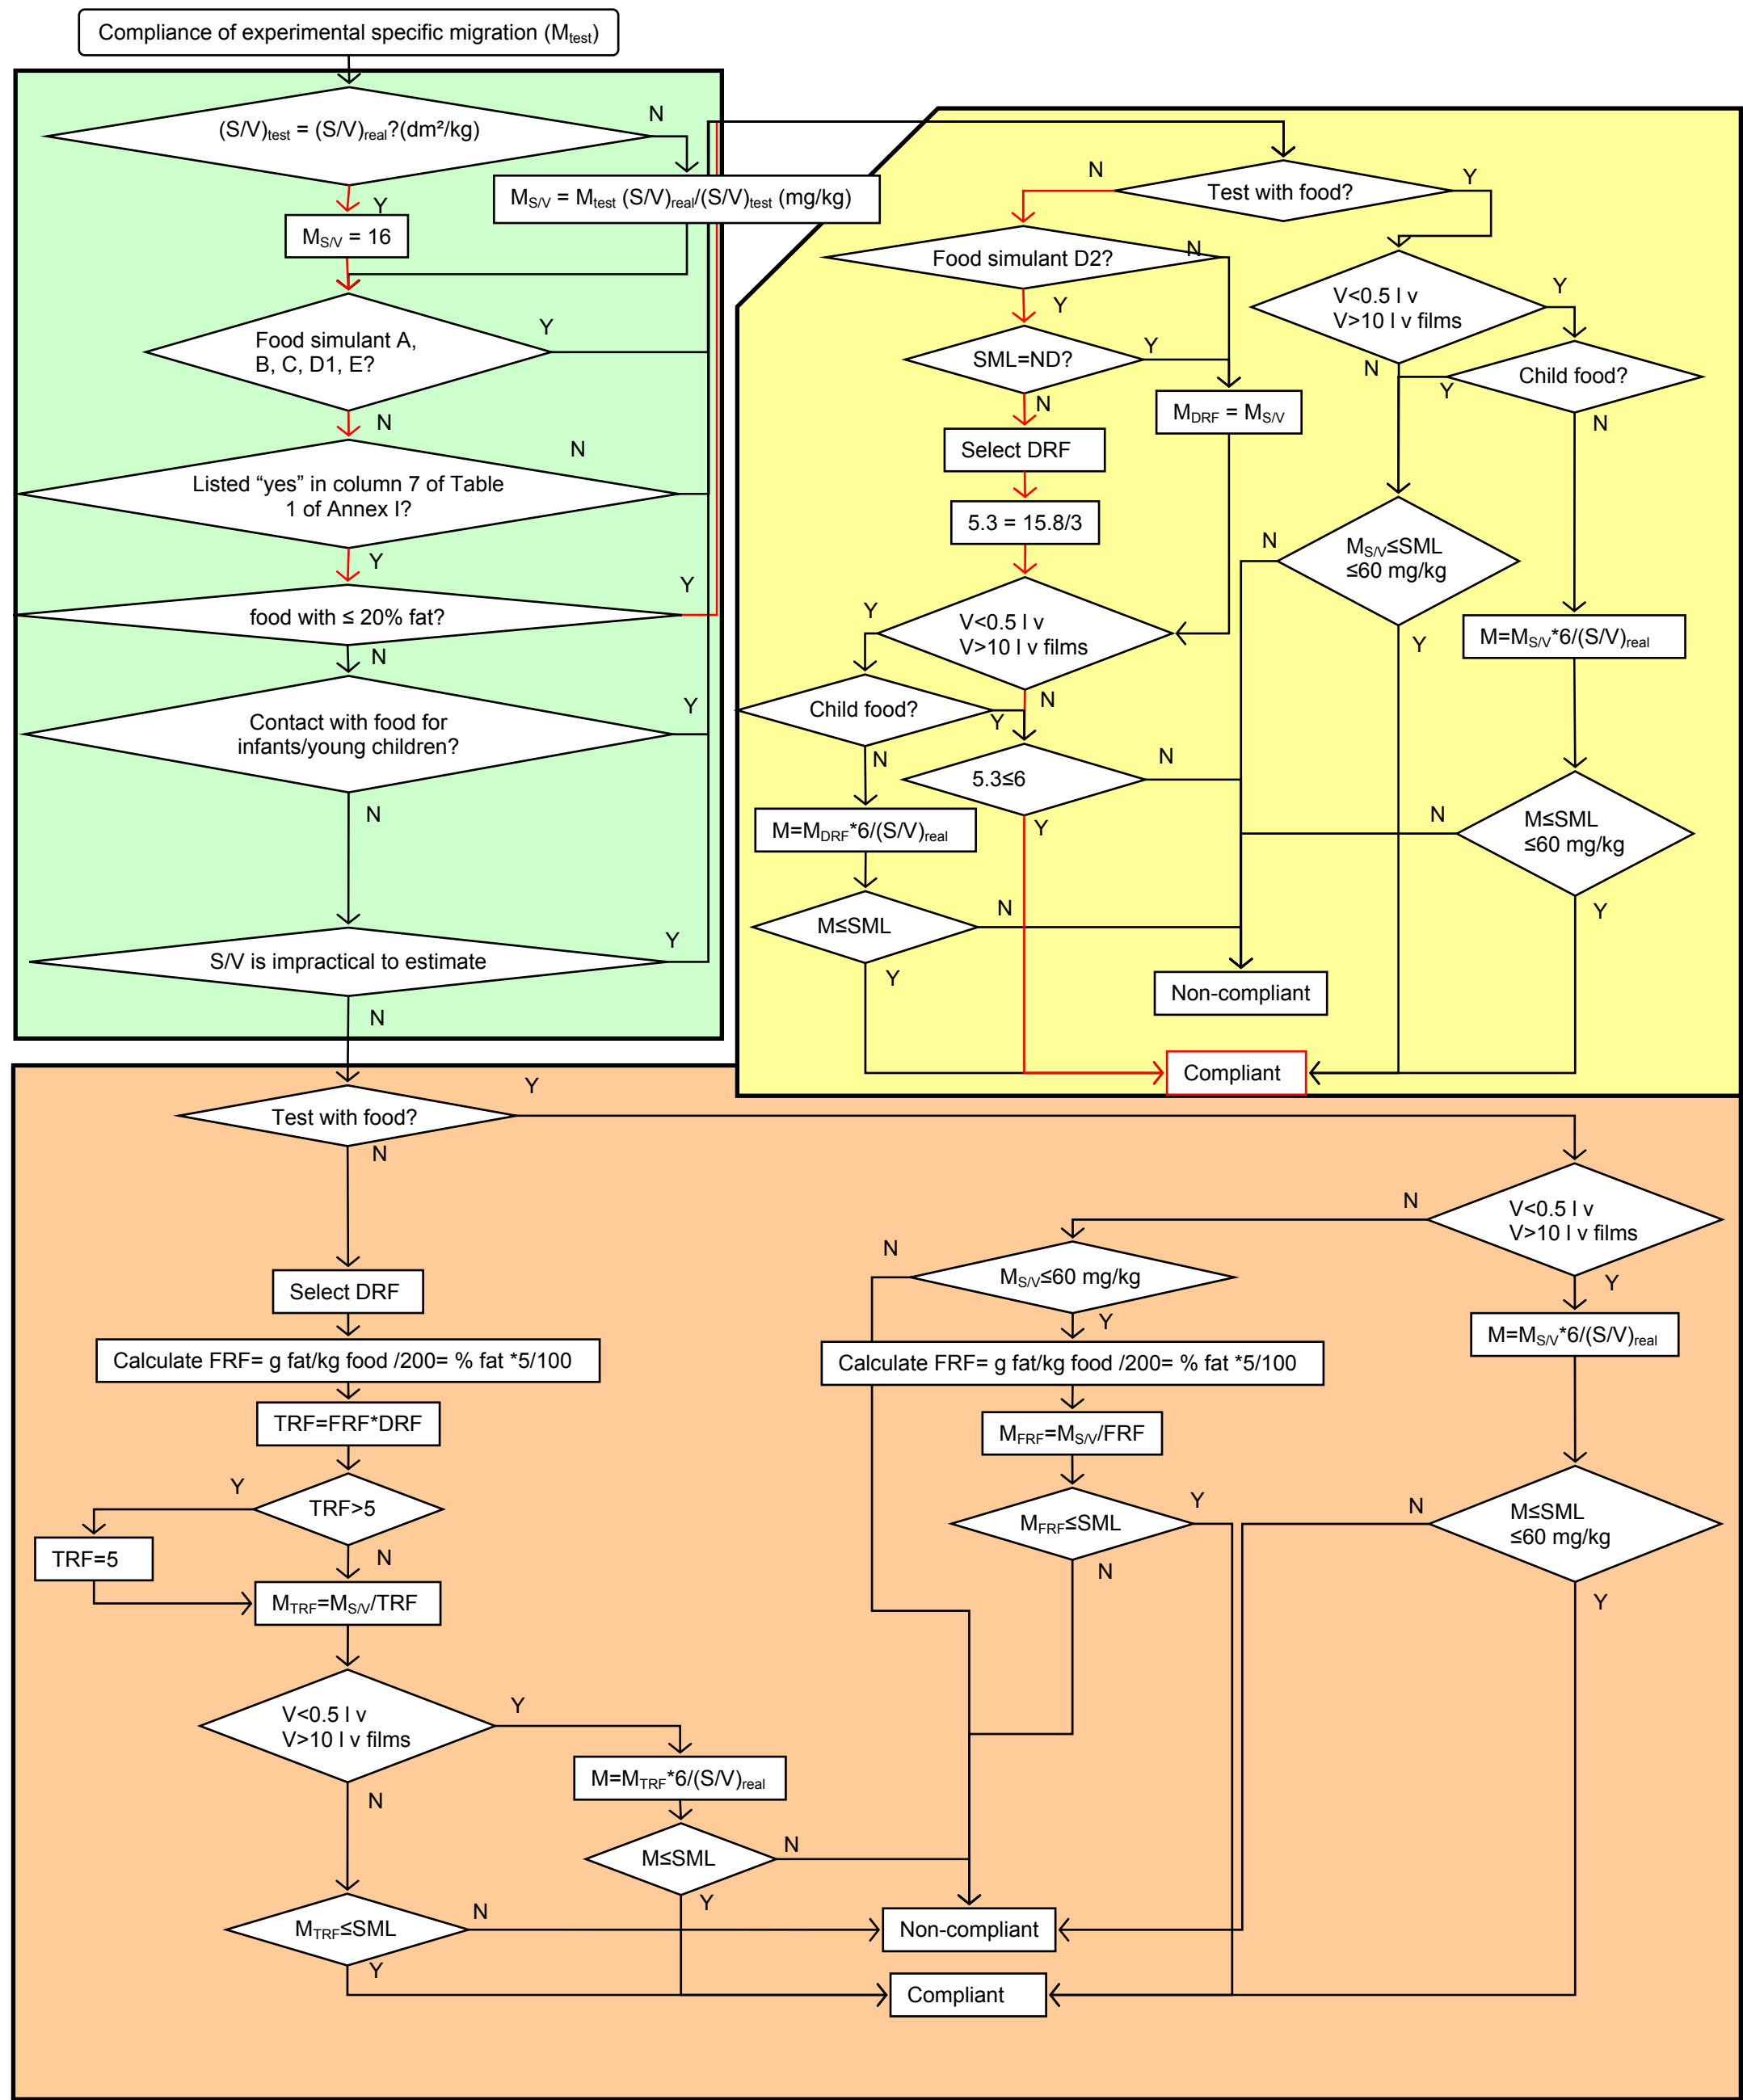 Compliance of experimental specific migration (Mtest)
(S/V)test = (S/V)real?(dm²/kg)
N
Y
MS/V = Mtest (S/V)real/(S/V)test (mg/kg)
MS/V = 16
Food simulant A,
B, C, D1, E?
Y
N
Listed “yes” in column 7 of Table
1 of Annex I?
N
Y
food with ≤ 20% fat?
Y
N
Contact with food for
infants/young children?
Y
N
S/V is impractical to estimate
Y
N
Test with food?
N
Y
Food simulant D2?
N
Y
SML=ND?
Y
N
MDRF = MS/V
Select DRF
5.3 = 15.8/3
V<0.5 l v
V>10 l v films
Y
N
Child food?
Y
N
5.3≤6
N
Y
M=MDRF*6/(S/V)real
M≤SML
N
Y
V<0.5 l v
V>10 l v films
Y
N
Child food?
Y
N
MS/V≤SML
≤60 mg/kg
N
Y
M=MS/V*6/(S/V)real
M≤SML
≤60 mg/kg
N
Y
Non-compliant
Compliant
Test with food?
Y
N
Select DRF
Calculate FRF= g fat/kg food /200= % fat *5/100
TRF=FRF*DRF
TRF>5
Y
N
TRF=5
MTRF=MS/V/TRF
V<0.5 l v
V>10 l v films
Y
N
M=MTRF*6/(S/V)real
M≤SML
N
Y
MTRF≤SML
N
Y
V<0.5 l v
V>10 l v films
N
Y
MS/V≤60 mg/kg
N
Y
Calculate FRF= g fat/kg food /200= % fat *5/100
MFRF=MS/V/FRF
MFRF≤SML
Y
N
M=MS/V*6/(S/V)real
M≤SML
≤60 mg/kg
N
Y
Non-compliant
Compliant